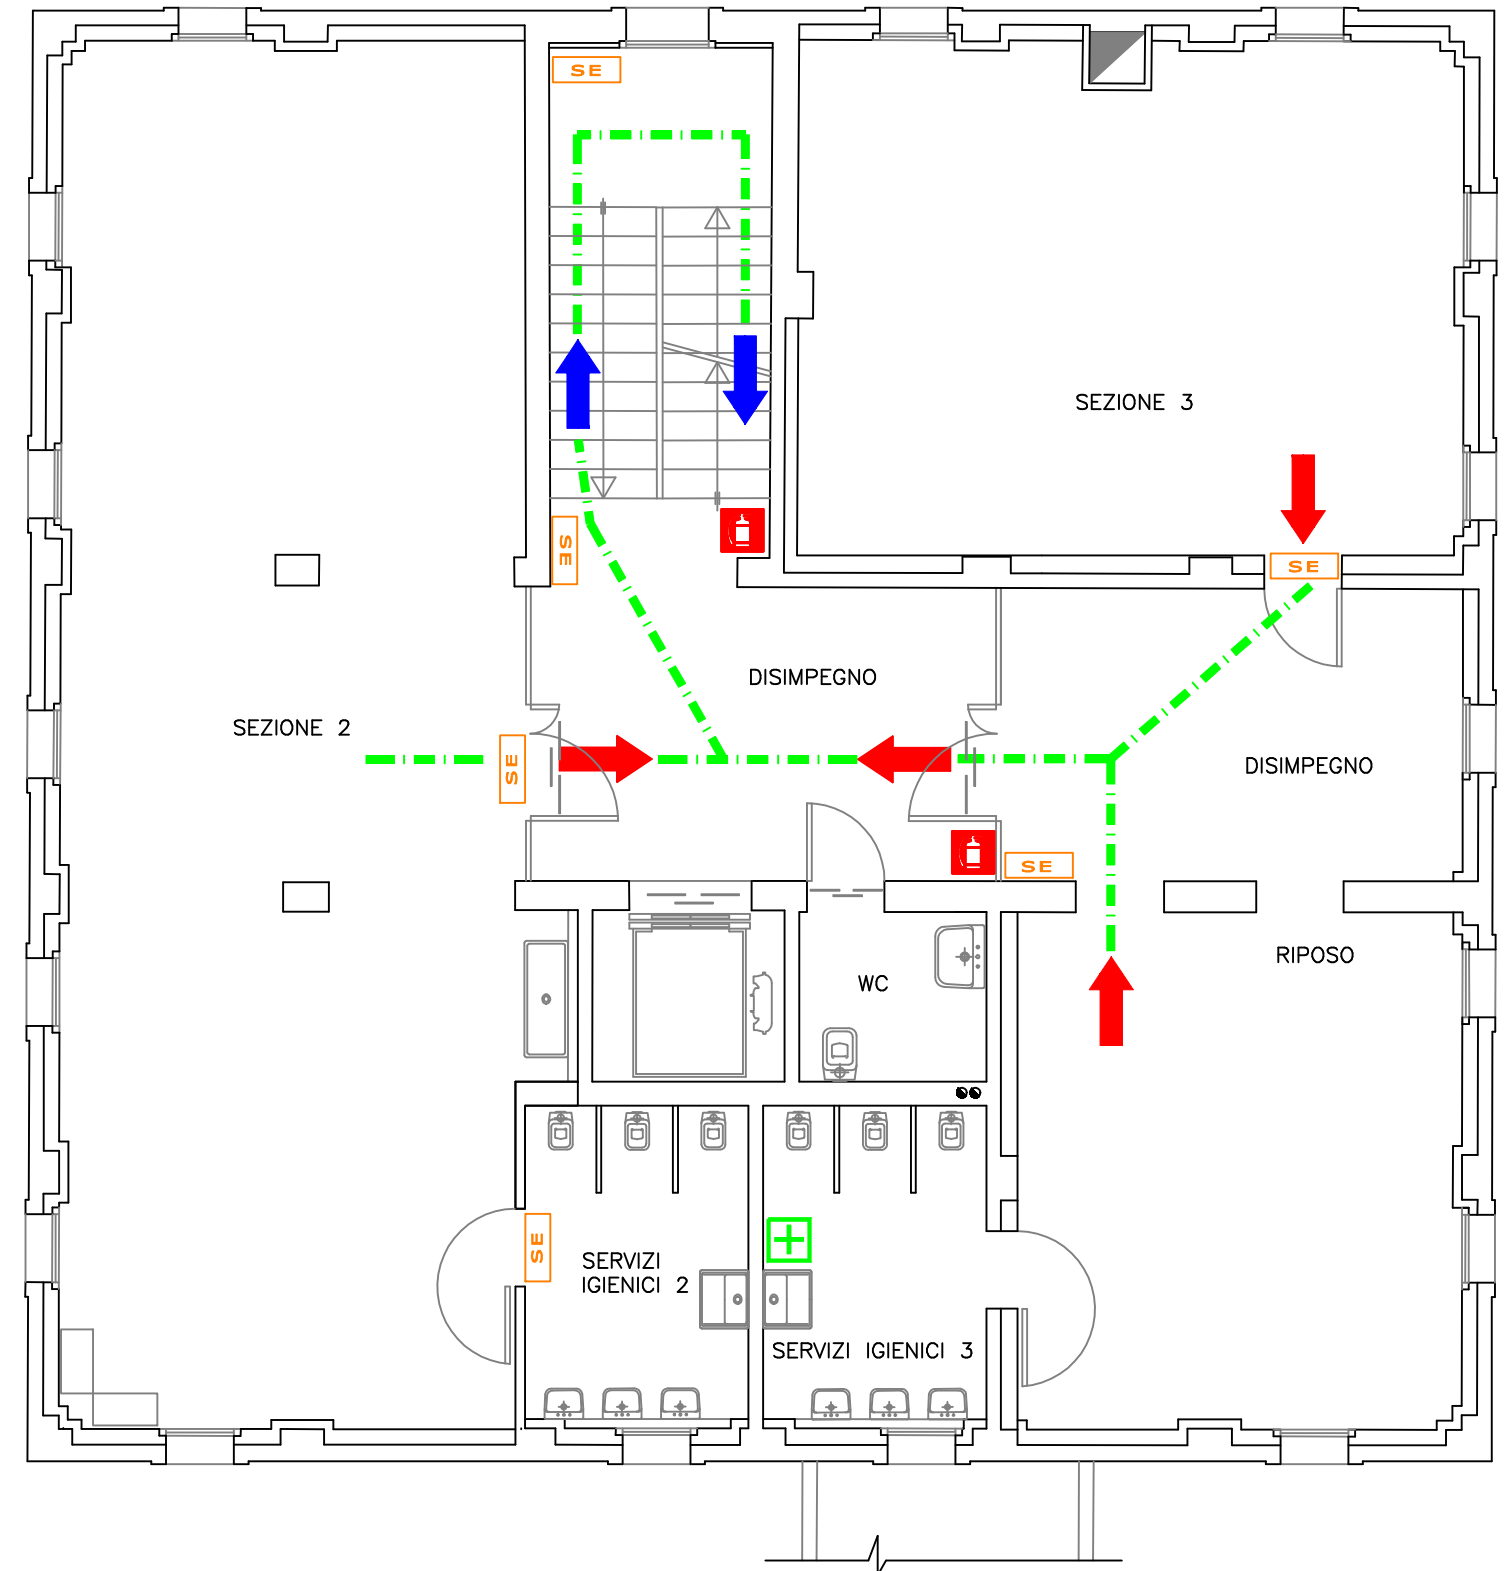 SE
SEZIONE 3
SE
SE
DISIMPEGNO
SEZIONE 2
SE
DISIMPEGNO
SE
RIPOSO
WC
SE
SERVIZI
IGIENICI 2
SERVIZI IGIENICI 3